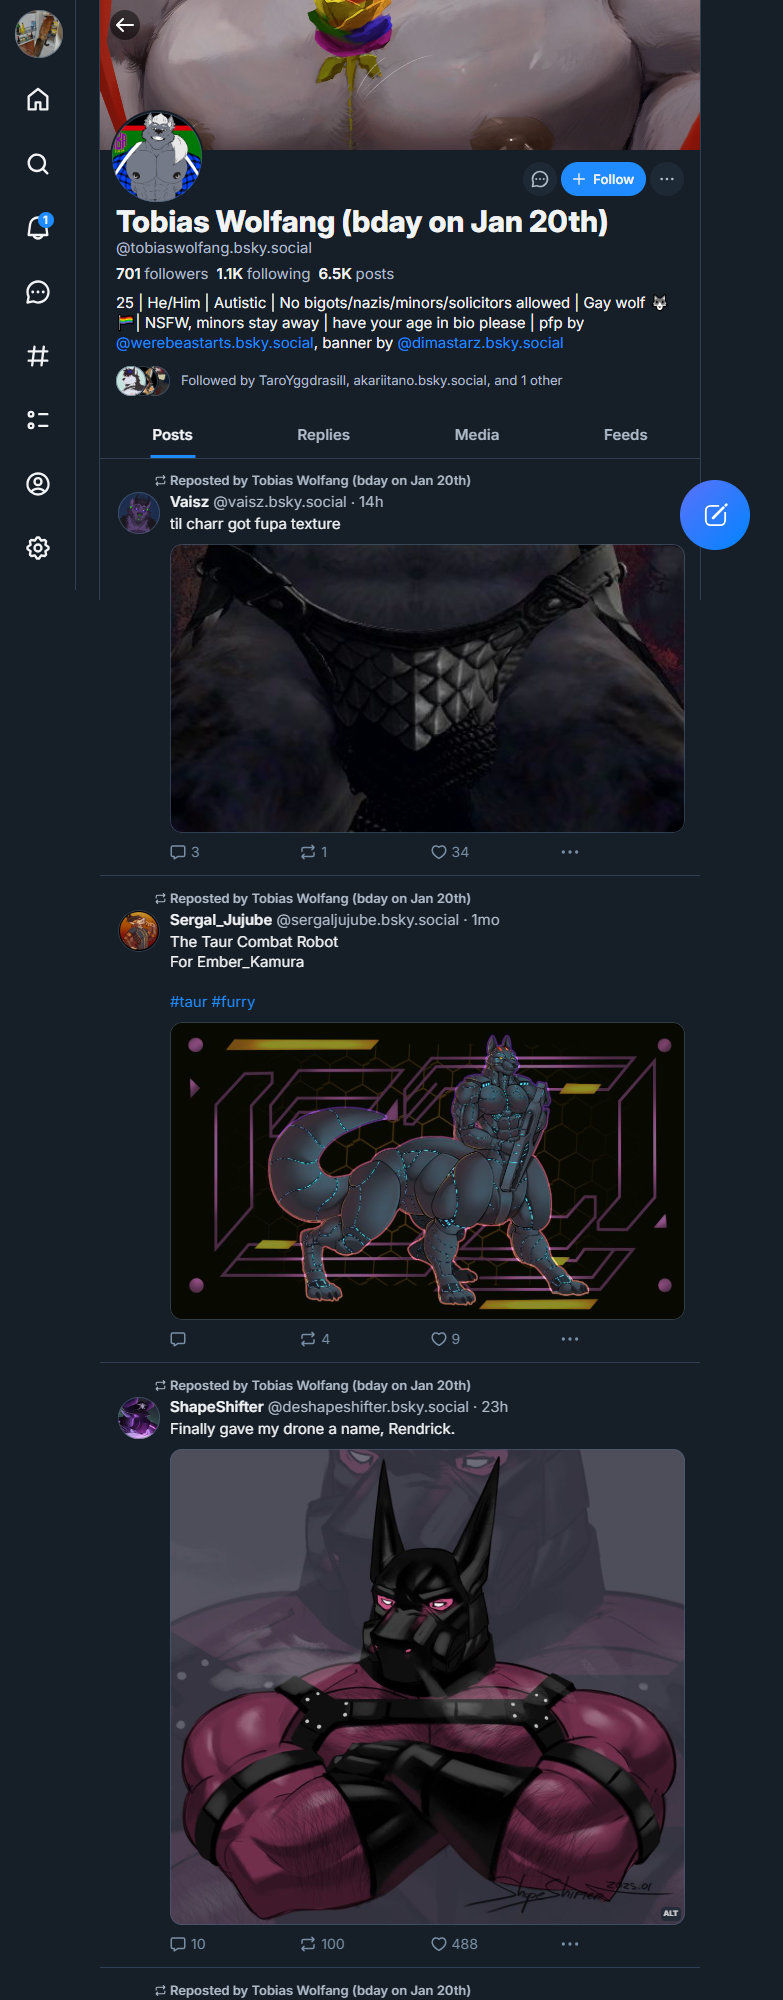 1
Follow
Tobias Wolfang (bday on Jan 20th)
@tobiaswolfang.bsky.social
701 followers 1.1K following 6.5K posts
25 | He/Him | Autistic | No bigots/nazis/minors/solicitors allowed | Gay wolf 🐺
🏳️‍🌈| NSFW, minors stay away | have your age in bio please | pfp by
@werebeastarts.bsky.social, banner by @dimastarz.bsky.social
Followed by TaroYggdrasill, akariitano.bsky.social, and 1 other
Posts Replies Media Feeds
Reposted by Tobias Wolfang (bday on Jan 20th)
Vaisz @vaisz.bsky.social · 14h
til charr got fupa texture
3 1 34
Reposted by Tobias Wolfang (bday on Jan 20th)
Sergal_Jujube @sergaljujube.bsky.social · 1mo
The Taur Combat Robot
For Ember_Kamura
#taur #furry
4 9
Reposted by Tobias Wolfang (bday on Jan 20th)
ShapeShifter @deshapeshifter.bsky.social · 23h
Finally gave my drone a name, Rendrick.
ShapeShifter 2025.01
ALT
10 100 488
Reposted by Tobias Wolfang (bday on Jan 20th)